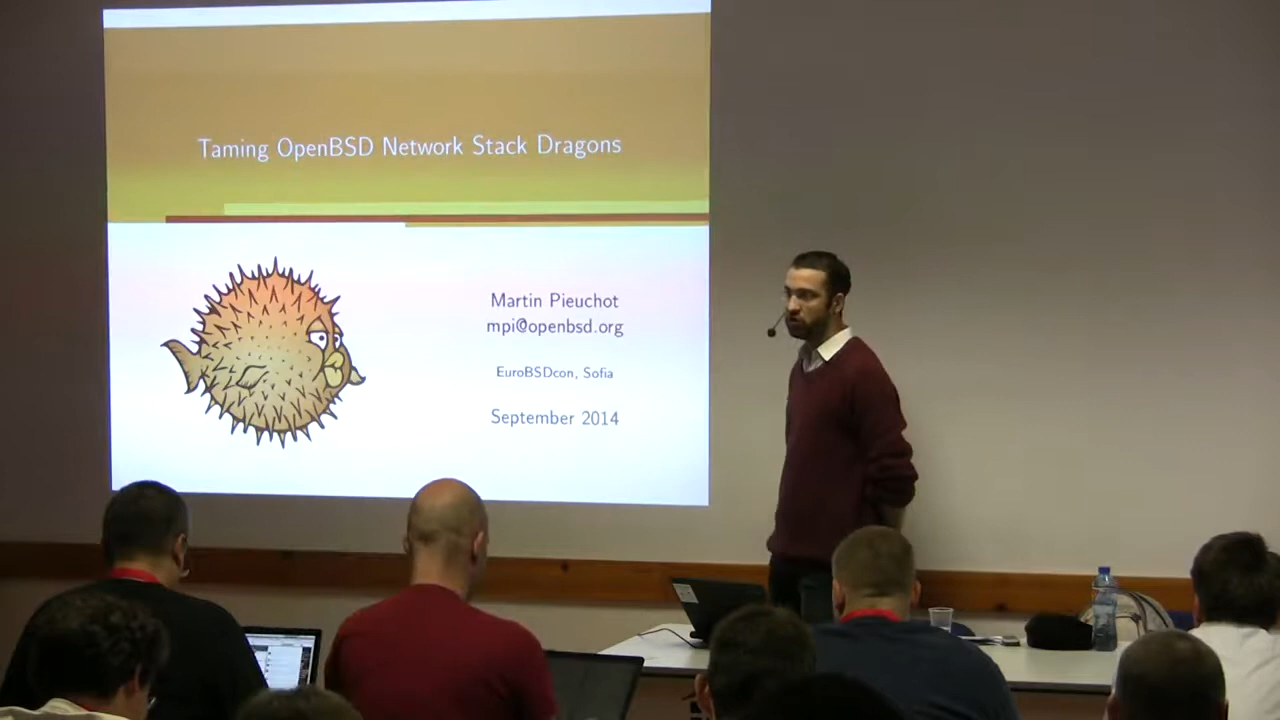 Taming OpenBSD Network Stack Dragons
Martin Pieuchot
mpi@openbsd.org
EuroBSDcon, Sofia
September 2014